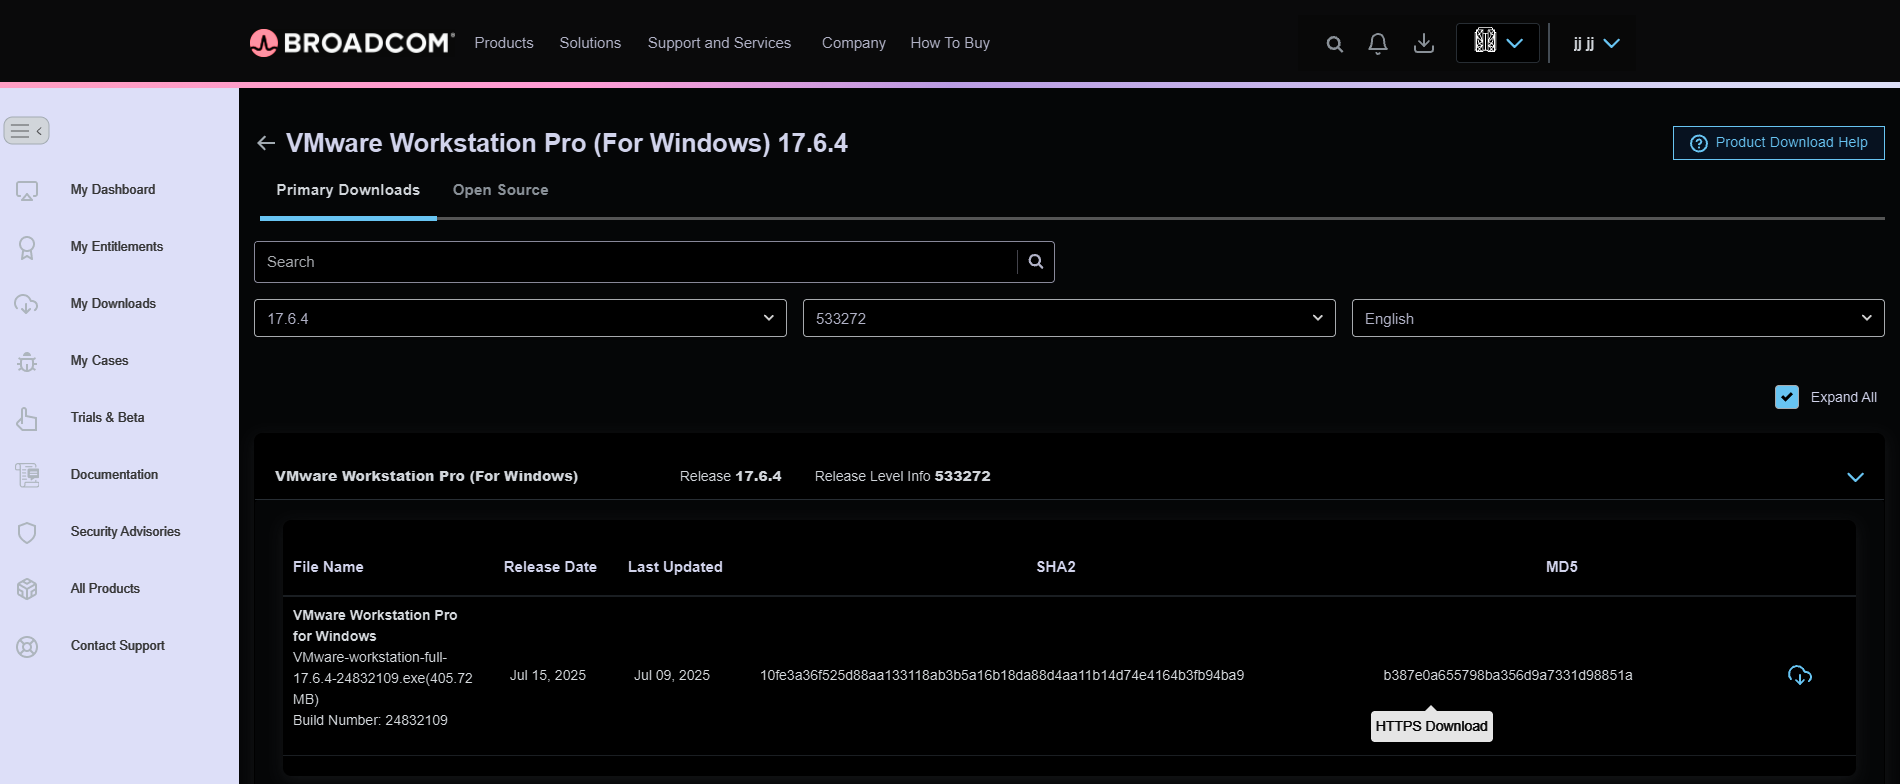 BROADCOM
Products Solutions Support and Services Company How To Buy
jj jj
VMware Workstation Pro (For Windows) 17.6.4
Product Download Help
Primary Downloads Open Source
Search
17.6.4 533272 English
Expand All
My Dashboard
My Entitlements
My Downloads
My Cases
Trials & Beta
Documentation
Security Advisories
All Products
Contact Support
VMware Workstation Pro (For Windows) Release 17.6.4 Release Level Info 533272
File Name Release Date Last Updated SHA2 MD5
VMware Workstation Pro
for Windows
VMware-workstation-full-
17.6.4-24832109.exe(405.72
MB)
Build Number: 24832109
Jul 15, 2025 Jul 09, 2025 10fe3a36f525d88aa133118ab3b5a16b18da88d4aa11b14d74e4164b3fb94ba9 b387e0a655798ba356d9a7331d98851a
HTTPS Download